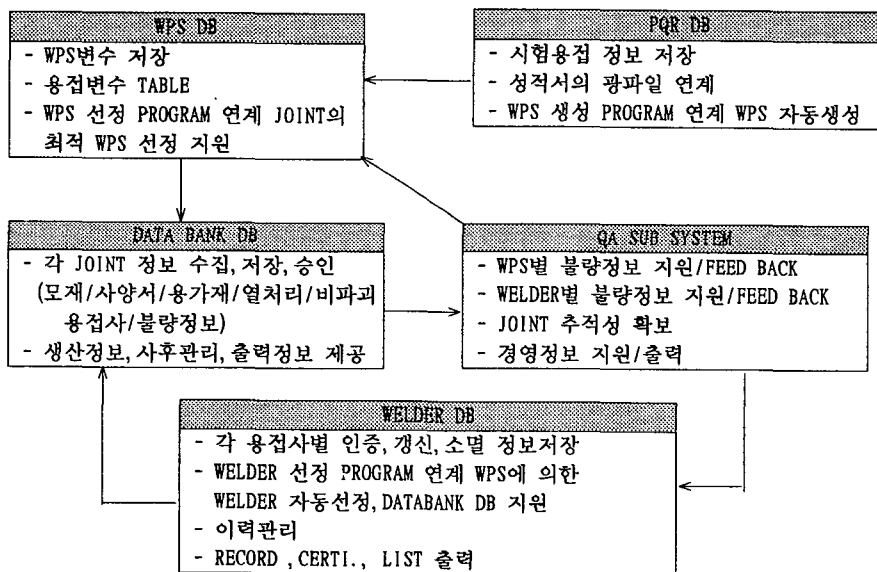 WPS DB
- WPS변수 저장
- 용접변수 TABLE
- WPS 선정 PROGRAM 연계 JOINT의
최적 WPS 선정 지원
PQR DB
- 시험용접 정보 저장
- 성적서의 광파일 연계
- WPS 생성 PROGRAM 연계 WPS 자동생성
DATA BANK DB
- 각 JOINT 정보 수집,저장,승인
(모재/사양서/용가재/열처리/비파괴
용접사/불량정보)
- 생산정보,사후관리,출력정보 제공
QA SUB SYSTEM
- WPS별 불량정보 지원/FEED BACK
- WELDER별 불량정보 지원/FEED BACK
- JOINT 추적성 확보
- 경영정보 지원/출력
WELDER DB
- 각 용접사별 인증,갱신,소멸 정보저장
- WELDER 선정 PROGRAM 연계 WPS에 의한
WELDER 자동선정,DATABANK DB 지원
- 이력관리
- RECORD ,CERTI., LIST 출력